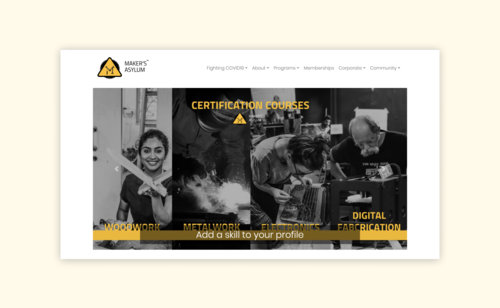 MAKER'S
ASYLUM
Fighting COVID19
About
Programs
Memberships
Corporate
Community
CERTIFICATION COURSES
WOODWORK
METALWORK
ELECTRONICS
DIGITAL
FABRICATION
Add a skill to your profile